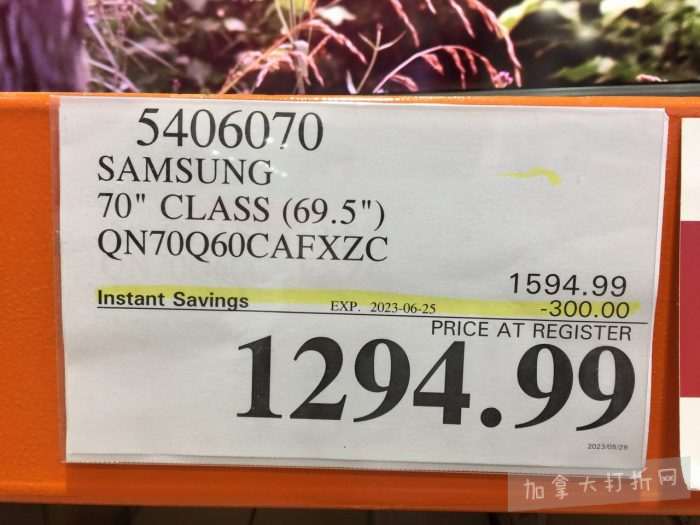 5406070
SAMSUNG
70" CLASS (69.5")
QN70Q60CAFXZC
1594.99
Instant Savings EXP. 2023-06-25 -300.00
PRICE AT REGISTER
1294.99
2023/05/29
加拿大打折网